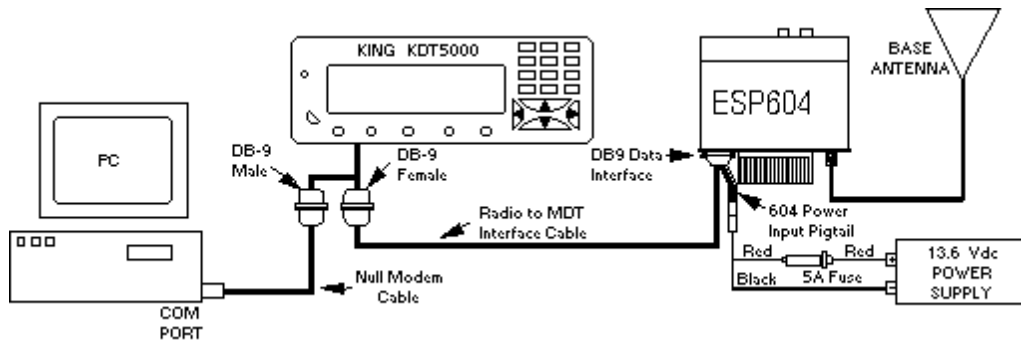 KING KDT5000
BASE
ANTENNA
ESP604
PC
DB-9
Male
DB-9
Female
DB9 Data
Interface
Radio to MDT
Interface Cable
604 Power
Input Pigtail
Red
Red
+
13.6 Vdc
POWER
SUPPLY
Black
5A Fuse
−
Null Modem
Cable
COM
PORT